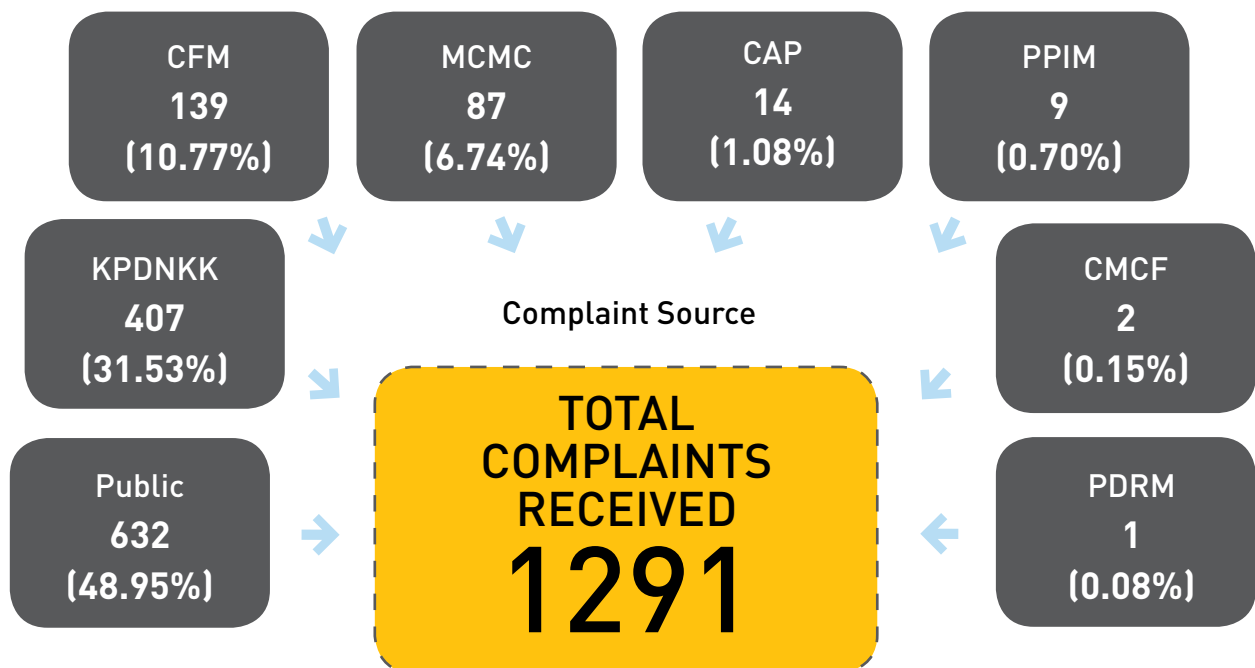 CFM
139
(10.77%)
MCMC
87
(6.74%)
CAP
14
(1.08%)
PPIM
9
(0.70%)
KPDNKK
407
(31.53%)
CMCF
2
(0.15%)
Complaint Source
Public
632
(48.95%)
TOTAL
COMPLAINTS
RECEIVED
1291
PDRM
1
(0.08%)